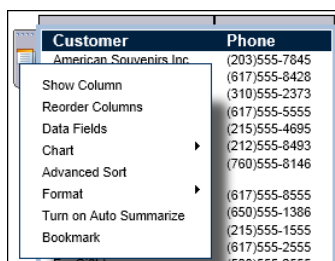 Customer Phone
American Souvenirs Inc (203)555-7845
(617)555-8428
Show Column (310)555-2373
Reorder Columns (617)555-5555
Data Fields (215)555-4695
Chart (212)555-8493
Advanced Sort (760)555-8146
Format (617)555-8555
Turn on Auto Summarize (650)555-1386
Bookmark (215)555-1555
(617)555-2555